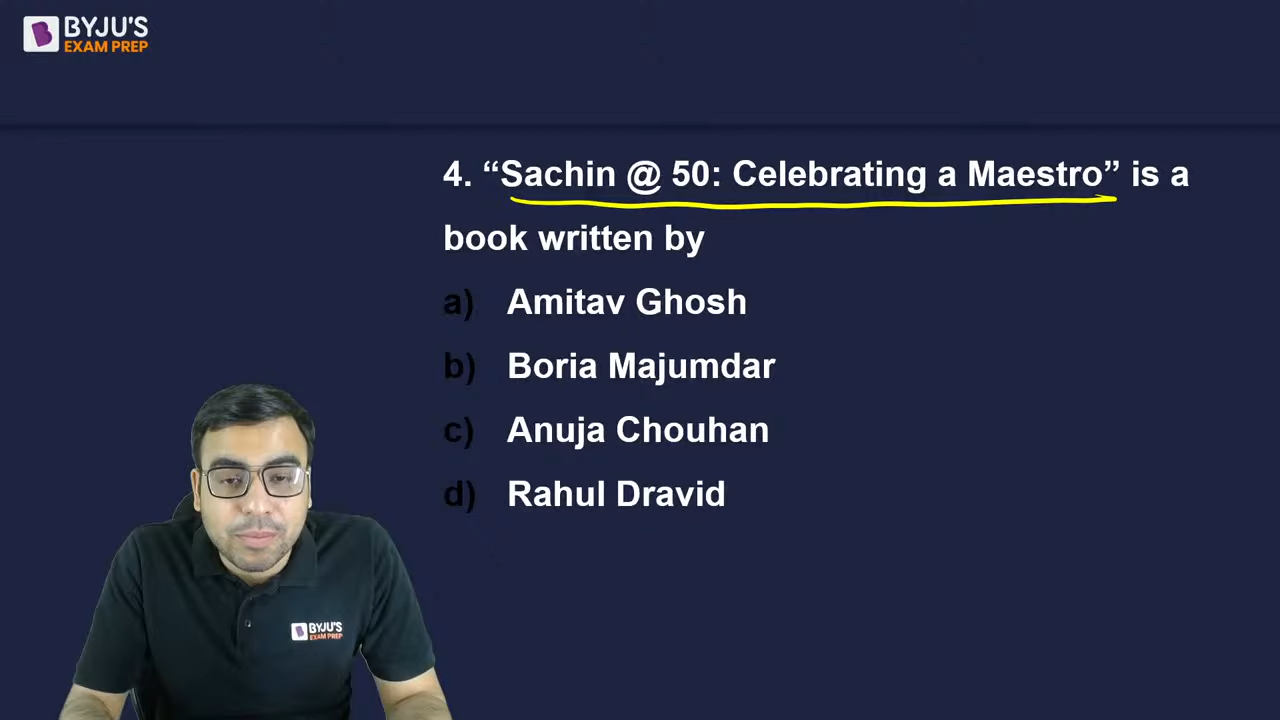 BYJU'S
EXAM PREP
4. “Sachin @ 50: Celebrating a Maestro” is a
book written by
a) Amitav Ghosh
b) Boria Majumdar
c) Anuja Chouhan
d) Rahul Dravid
BYJU'S
EXAM PREP